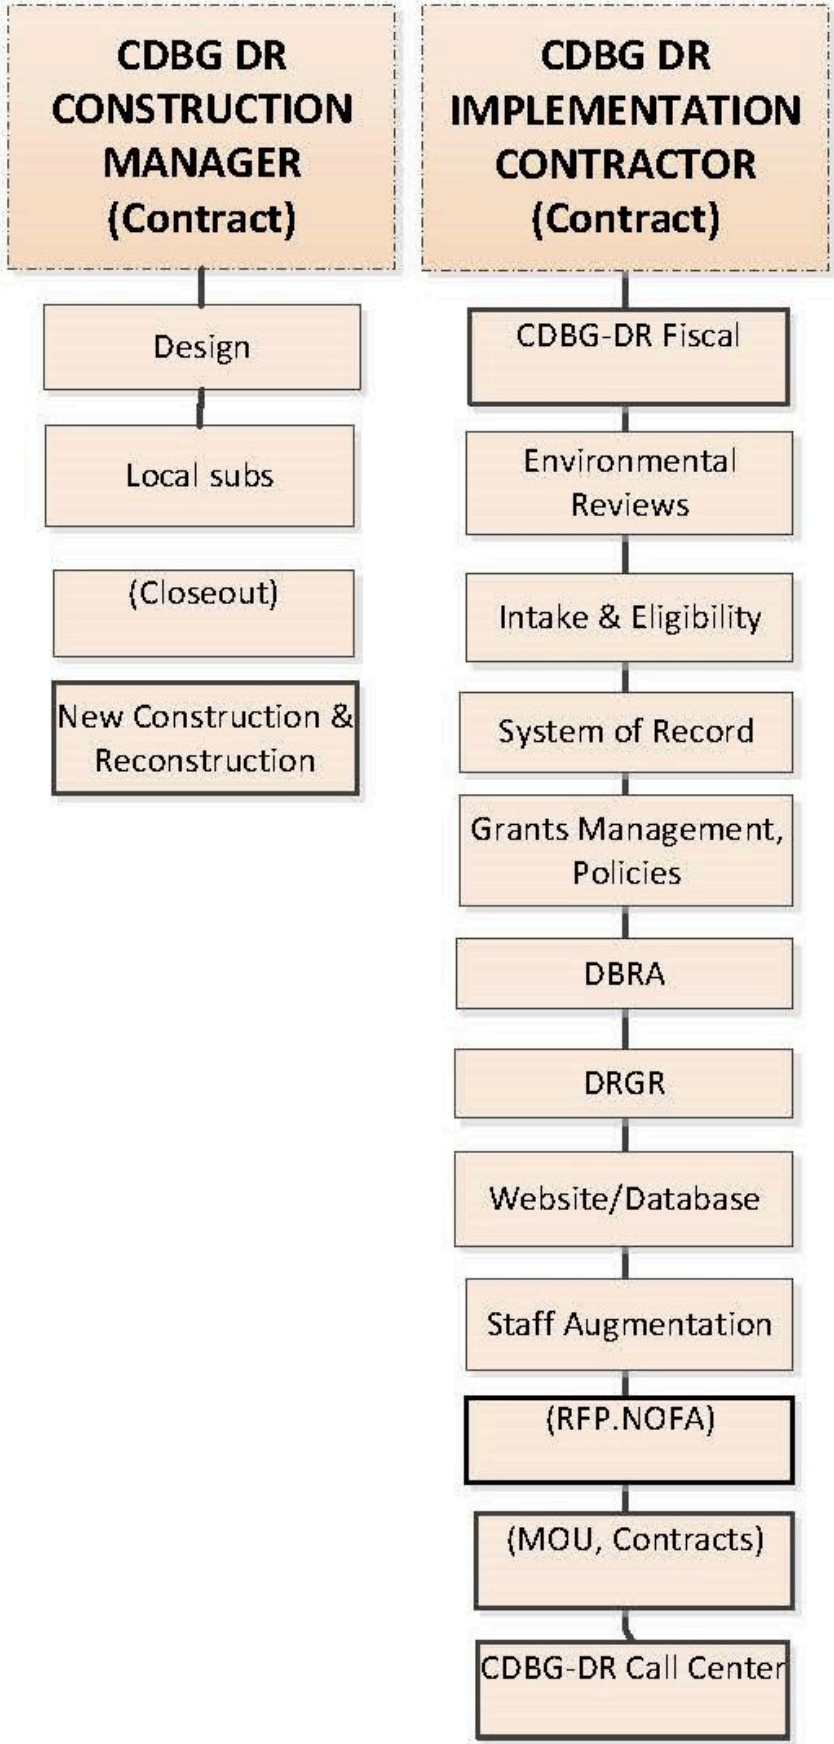 CDBG DR
CONSTRUCTION
MANAGER
(Contract)
Design
Local subs
(Closeout)
New Construction &
Reconstruction
CDBG DR
IMPLEMENTATION
CONTRACTOR
(Contract)
CDBG-DR Fiscal
Environmental
Reviews
Intake & Eligibility
System of Record
Grants Management,
Policies
DBRA
DRGR
Website/Database
Staff Augmentation
(RFP.NOFA)
(MOU, Contracts)
CDBG-DR Call Center